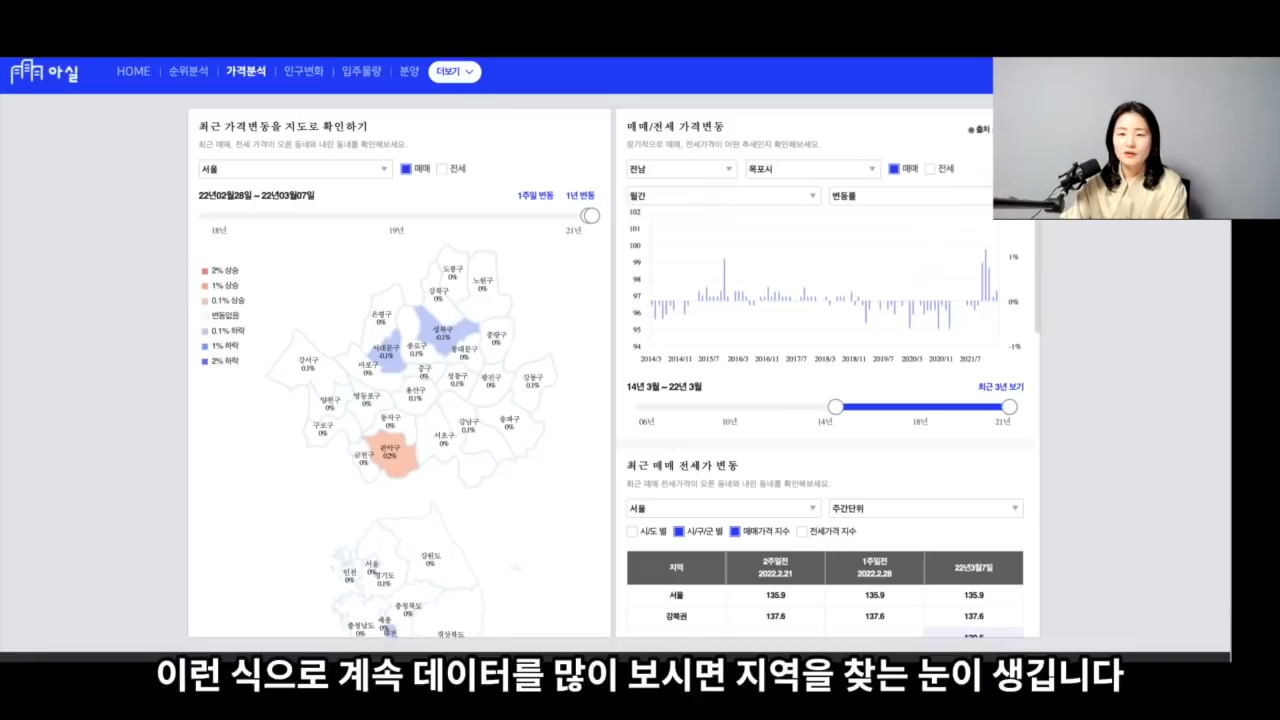 아실
HOME 순위분석 가격분석 인구변화 입주물량 분양 더보기
최근 가격변동을 지도로 확인하기
최근 매매, 전세 가격이 오른 동네와 내린 동네를 확인해보세요.
서울 매매 전세
22년02월28일 ~ 22년03월07일 1주일 변동 1년 변동
18년 19년 21년
2% 상승
1% 상승
0.1% 상승
변동없음
0.1% 하락
1% 하락
2% 하락
도봉구
0%
노원구
0%
강북구
0%
은평구
0%
성북구
-0.1%
중랑구
0%
서대문구
-0.1%
종로구
0.1%
동대문구
0%
강서구
0.1%
마포구
0%
중구
0%
성동구
0.1%
광진구
0%
강동구
0.1%
양천구
0%
영등포구
0%
용산구
0.1%
구로구
0%
동작구
0%
강남구
0.1%
송파구
0%
서초구
0%
금천구
0%
관악구
0.2%
강원도
0%
인천
0%
서울
0%
경기도
0.1%
충청북도
0%
충청남도
0%
세종
0%
대전
경상북도
매매/전세 가격변동
※출처
장기적으로 매매, 전세가격이 어떤 추세인지 확인해보세요.
전남 목포시 매매 전세
월간 변동률
102
101
100
99
98
97
96
95
94
1%
0%
-1%
2014/3 2014/11 2015/7 2016/3 2016/11 2017/7 2018/3 2018/11 2019/7 2020/3 2020/11 2021/7
14년 3월 ~ 22년 3월 최근 3년 보기
06년 10년 14년 18년 21년
최근 매매 전세가 변동
최근 매매 전세가격이 오른 동네와 내린 동네를 확인해보세요.
서울 주간단위
시/도 별 시/구/군 별 매매가격 지수 전세가격 지수
지역 2주일전 2022.2.21 1주일전 2022.2.28 22년3월7일
서울 135.9 135.9 135.9
강북권 137.6 137.6 137.6
이런 식으로 계속 데이터를 많이 보시면 지역을 찾는 눈이 생깁니다